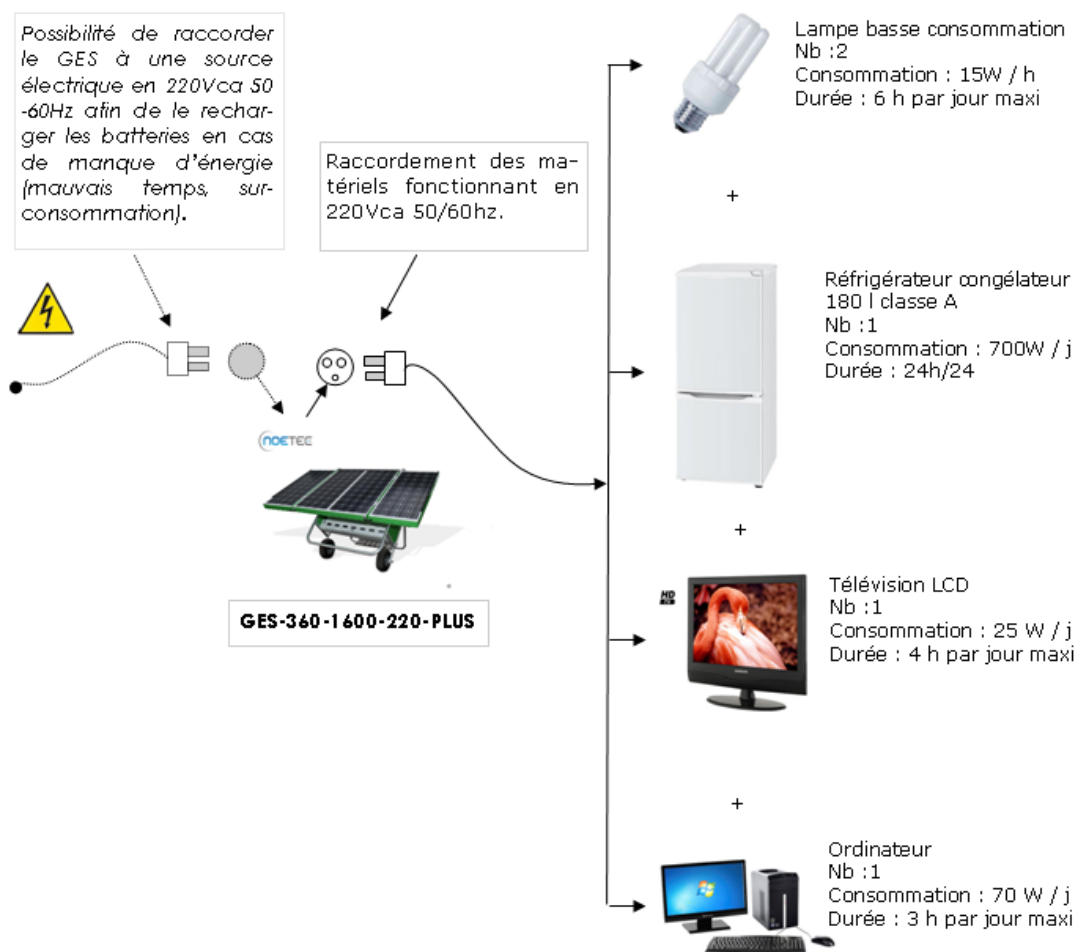 Possibilité de raccorder
le GES à une source
électrique en 220Vca 50
-60Hz afin de le rechar-
ger les batteries en cas
de manque d'énergie
(mauvais temps, sur-
consommation).
Raccordement des ma-
tériels fonctionnant en
220Vca 50/60hz.
NOETEC
GES-360-1600-220-PLUS
Lampe basse consommation
Nb :2
Consommation : 15W / h
Durée : 6 h par jour maxi
+
Réfrigérateur congélateur
180 l classe A
Nb :1
Consommation : 700W / j
Durée : 24h/24
+
HD
Télévision LCD
Nb :1
Consommation : 25 W / j
Durée : 4 h par jour maxi
+
Ordinateur
Nb :1
Consommation : 70 W / j
Durée : 3 h par jour maxi